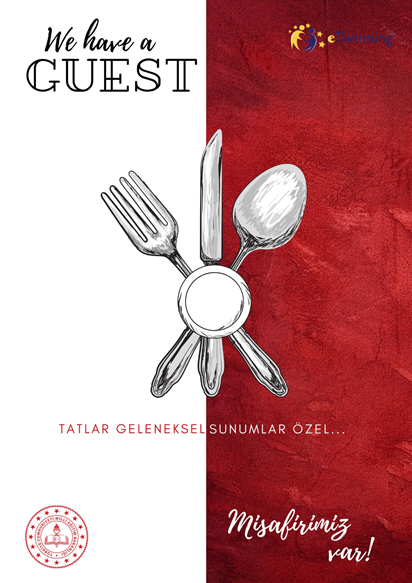 We have a
GUEST
eTwinning
TATLAR GELENEKSEL SUNUMLAR ÖZEL...
Misafirimiz
var!